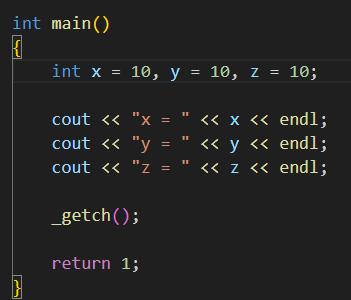 int main()
{
    int x = 10, y = 10, z = 10;
    cout << "x = " << x << endl;
    cout << "y = " << y << endl;
    cout << "z = " << z << endl;
    _getch();
    return 1;
}